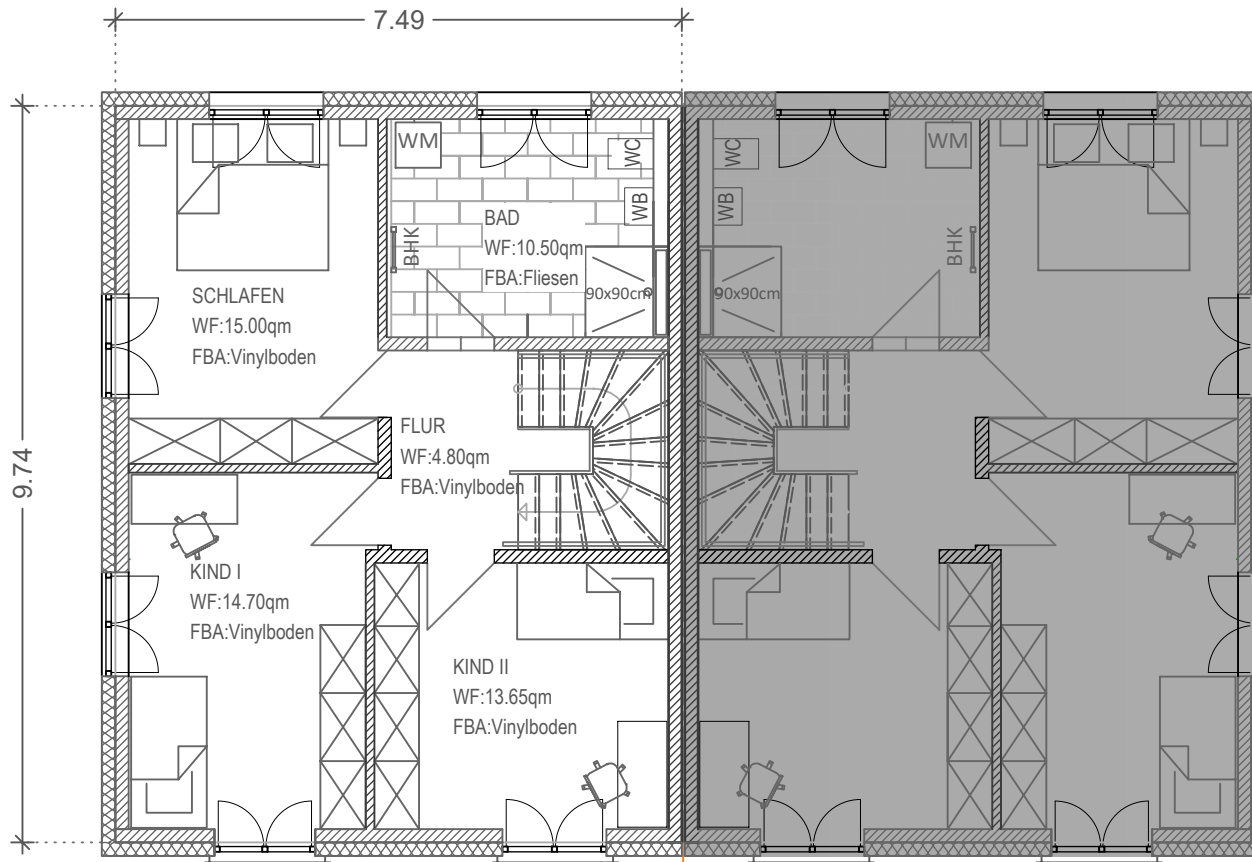 7.49
9.74
WM
WC
WB
BAD
WF:10.50qm
FBA:Fliesen
BHK
90x90cm
SCHLAFEN
WF:15.00qm
FBA:Vinylboden
FLUR
WF:4.80qm
FBA:Vinylboden
KIND I
WF:14.70qm
FBA:Vinylboden
KIND II
WF:13.65qm
FBA:Vinylboden
WC
WB
WM
BHK
90x90cm